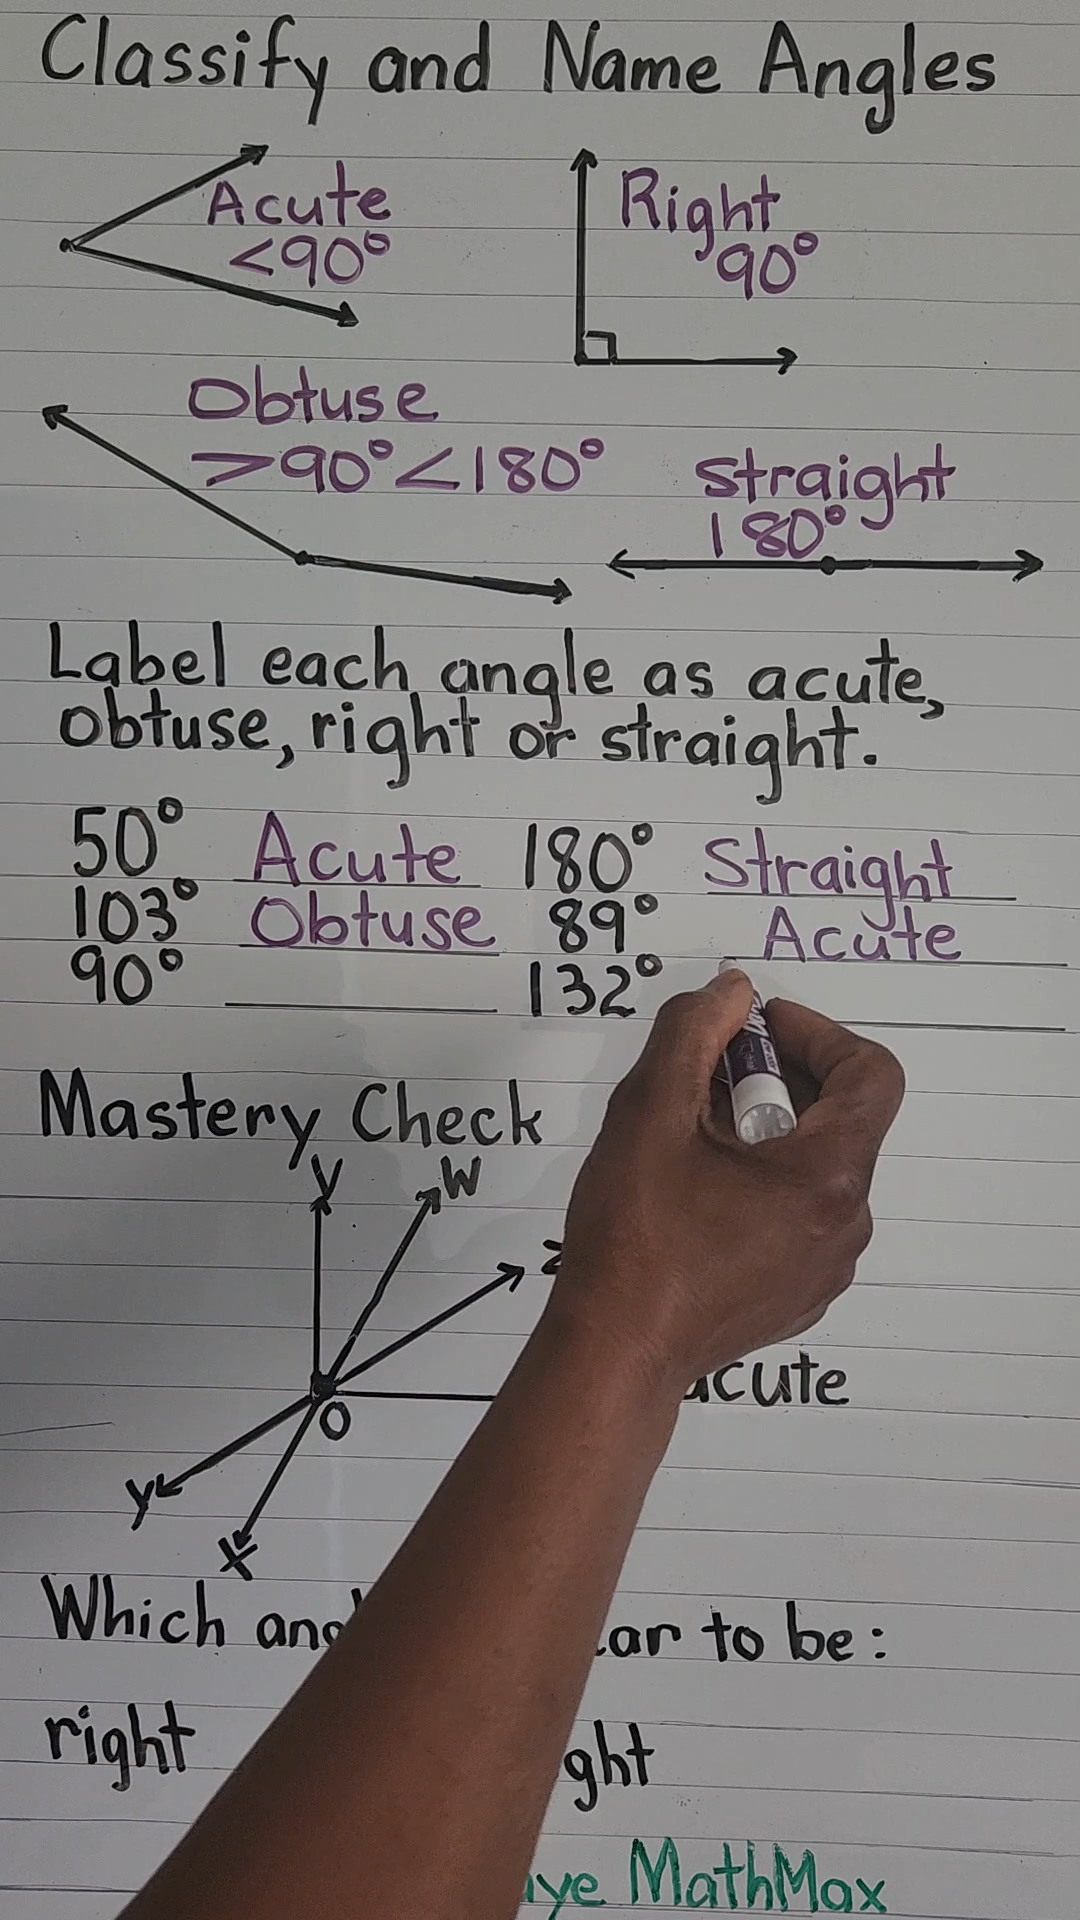 Classify and Name Angles
Acute
<90°
Right
90°
Obtuse
>90°<180°
Straight
180°
Label each angle as acute,
obtuse, right or straight.
50° Acute 180° Straight
103° Obtuse 89° Acute
90° 132°
Mastery Check
V W
Z
acute
O
Y
X
Which to be:
right
MathMax